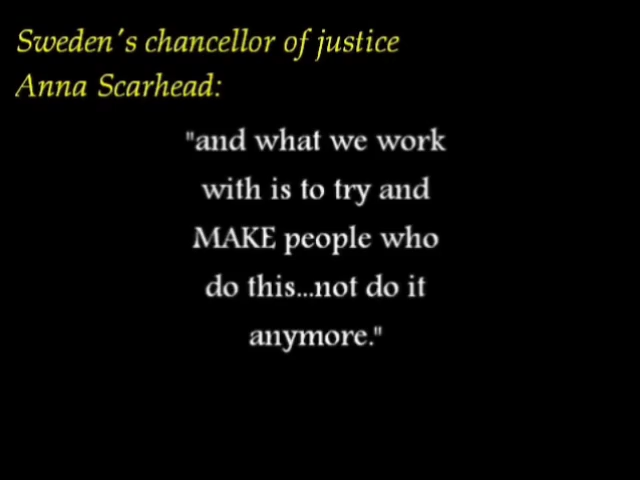 Sweden's chancellor of justice
Anna Scarhead:
"and what we work
with is to try and
MAKE people who
do this...not do it
anymore."